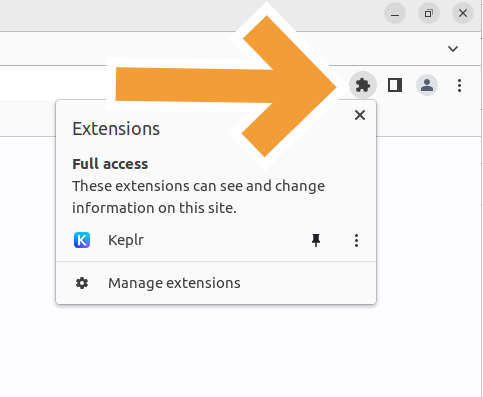 Extensions
Full access
These extensions can see and change
information on this site.
K Keplr
Manage extensions